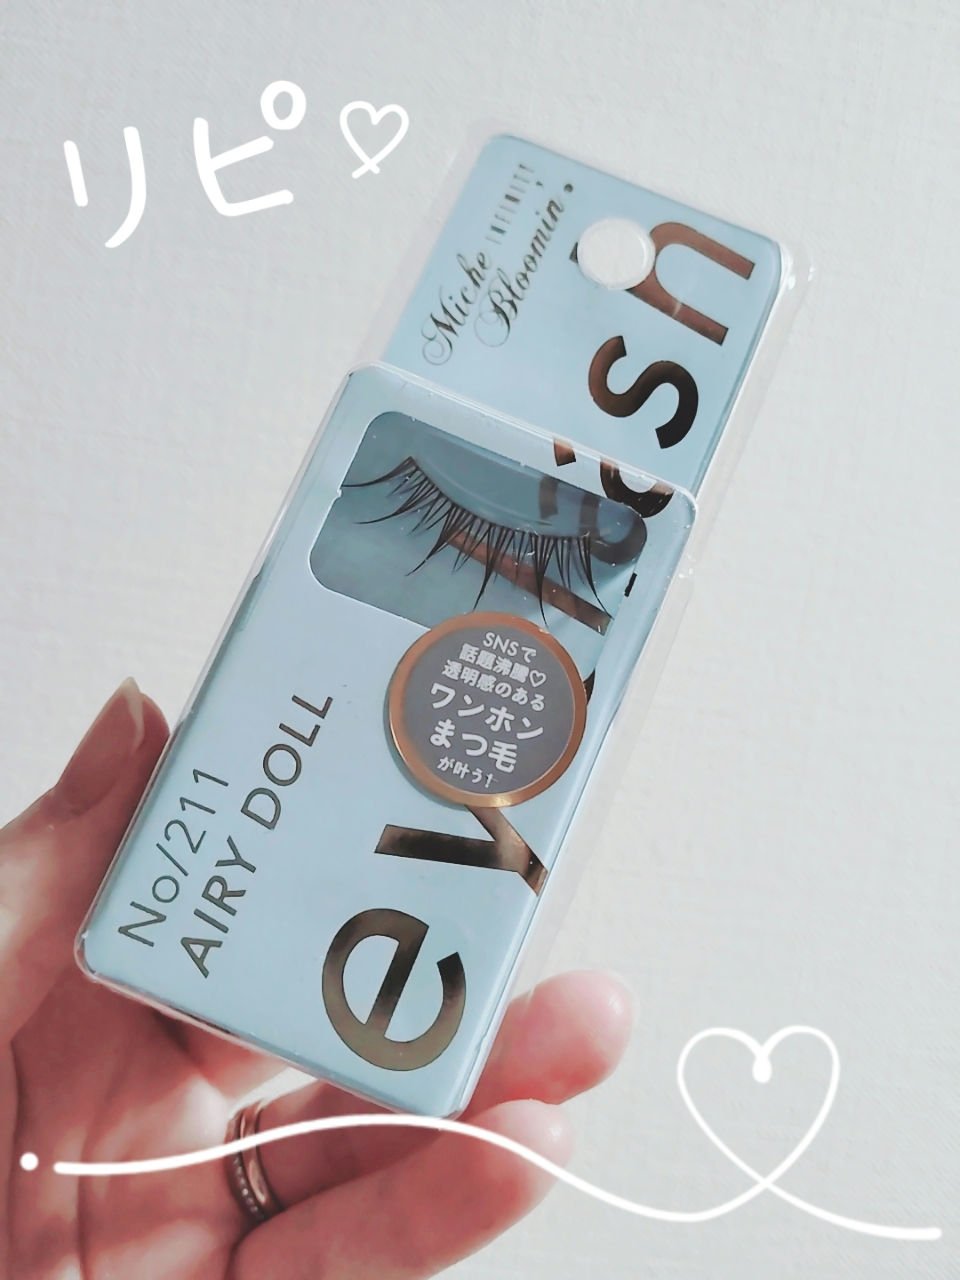 リピ♡
Miche INFINITY
Bloomin'
eyelash
SNSで
話題沸騰♡
透明感のある
ワンホン
まつ毛
が叶う!
No/211
AIRY DOLL